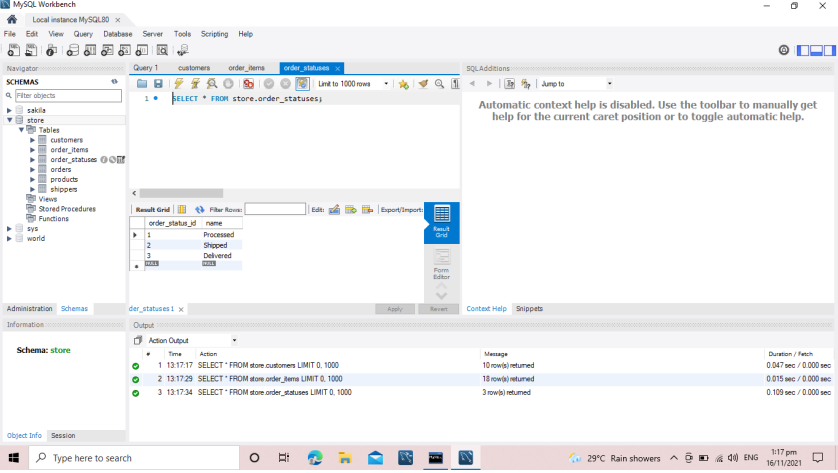 MySQL Workbench
Local instance MySQL80 ×
File Edit View Query Database Server Tools Scripting Help
Navigator
SCHEMAS
Filter objects
sakila
store
Tables
customers
order_items
order_statuses
orders
products
shippers
Views
Stored Procedures
Functions
sys
world
Administration Schemas
Information
Schema: store
Object Info Session
Query 1 customers order_items order_statuses ×
Limit to 1000 rows
1 SELECT * FROM store.order_statuses;
Result Grid Filter Rows: Edit: Export/Import:
order_status_id name
1 Processed
2 Shipped
3 Delivered
NULL NULL
Result Grid
Form Editor
der_statuses1 × Apply Revert
SQLAdditions
Jump to
Automatic context help is disabled. Use the toolbar to manually get
help for the current caret position or to toggle automatic help.
Context Help Snippets
Output
Action Output
# Time Action Message Duration / Fetch
1 13:17:17 SELECT * FROM store.customers LIMIT 0, 1000 10 row(s) returned 0.047 sec / 0.000 sec
2 13:17:29 SELECT * FROM store.order_items LIMIT 0, 1000 18 row(s) returned 0.015 sec / 0.000 sec
3 13:17:34 SELECT * FROM store.order_statuses LIMIT 0, 1000 3 row(s) returned 0.109 sec / 0.000 sec
Type here to search
29°C Rain showers ENG
1:17 pm
16/11/2021